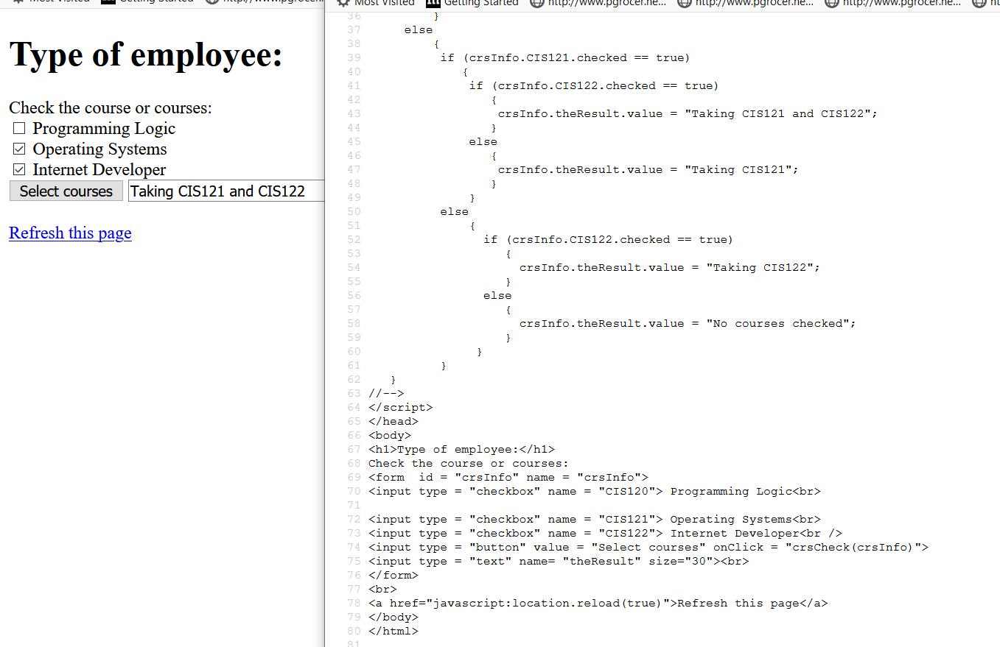 Most Visited Getting Started http://www.pgrocer.ne... http://www.pgrocer.ne... http://www.pgrocer.ne...
Type of employee:
Check the course or courses:
Programming Logic
Operating Systems
Internet Developer
Select courses Taking CIS121 and CIS122
Refresh this page
36 }
37 else
38 {
39 if (crsInfo.CIS121.checked == true)
40 {
41 if (crsInfo.CIS122.checked == true)
42 {
43 crsInfo.theResult.value = "Taking CIS121 and CIS122";
44 }
45 else
46 {
47 crsInfo.theResult.value = "Taking CIS121";
48 }
49 }
50 else
51 {
52 if (crsInfo.CIS122.checked == true)
53 {
54 crsInfo.theResult.value = "Taking CIS122";
55 }
56 else
57 {
58 crsInfo.theResult.value = "No courses checked";
59 }
60 }
61 }
62 }
63 //-->
64 </script>
65 </head>
66 <body>
67 <h1>Type of employee:</h1>
68 Check the course or courses:
69 <form  id = "crsInfo" name = "crsInfo">
70 <input type = "checkbox" name = "CIS120"> Programming Logic<br>
71
72 <input type = "checkbox" name = "CIS121"> Operating Systems<br>
73 <input type = "checkbox" name = "CIS122"> Internet Developer<br />
74 <input type = "button" value = "Select courses" onClick = "crsCheck(crsInfo)">
75 <input type = "text" name= "theResult" size="30"><br>
76 </form>
77 <br>
78 <a href="javascript:location.reload(true)">Refresh this page</a>
79 </body>
80 </html>
81